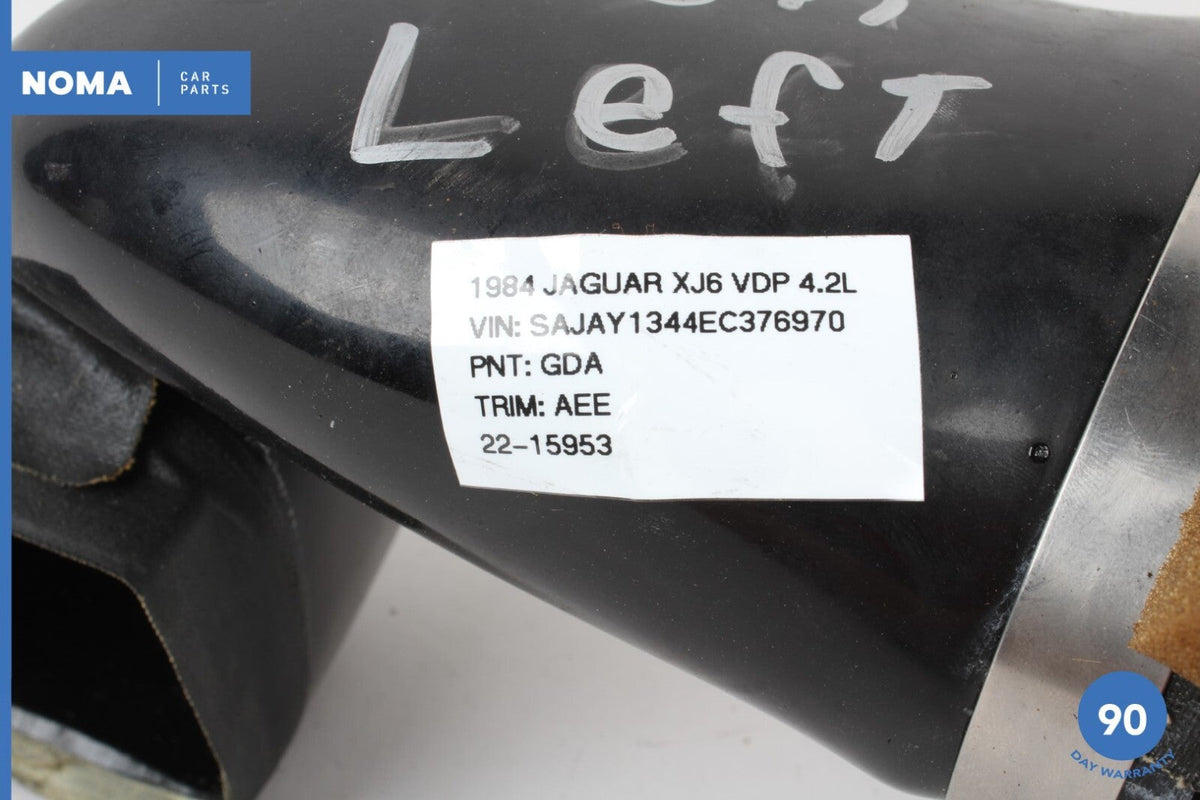 Left
NOMA
CAR
PARTS
1984 JAGUAR XJ6 VDP 4.2L
VIN: SAJAY1344EC376970
PNT: GDA
TRIM: AEE
22-15953
90
DAY WARRANTY